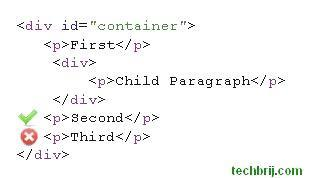 <div id="container">
<p>First</p>
<div>
<p>Child Paragraph</p>
</div>
<p>Second</p>
<p>Third</p>
</div>
techbrij.com